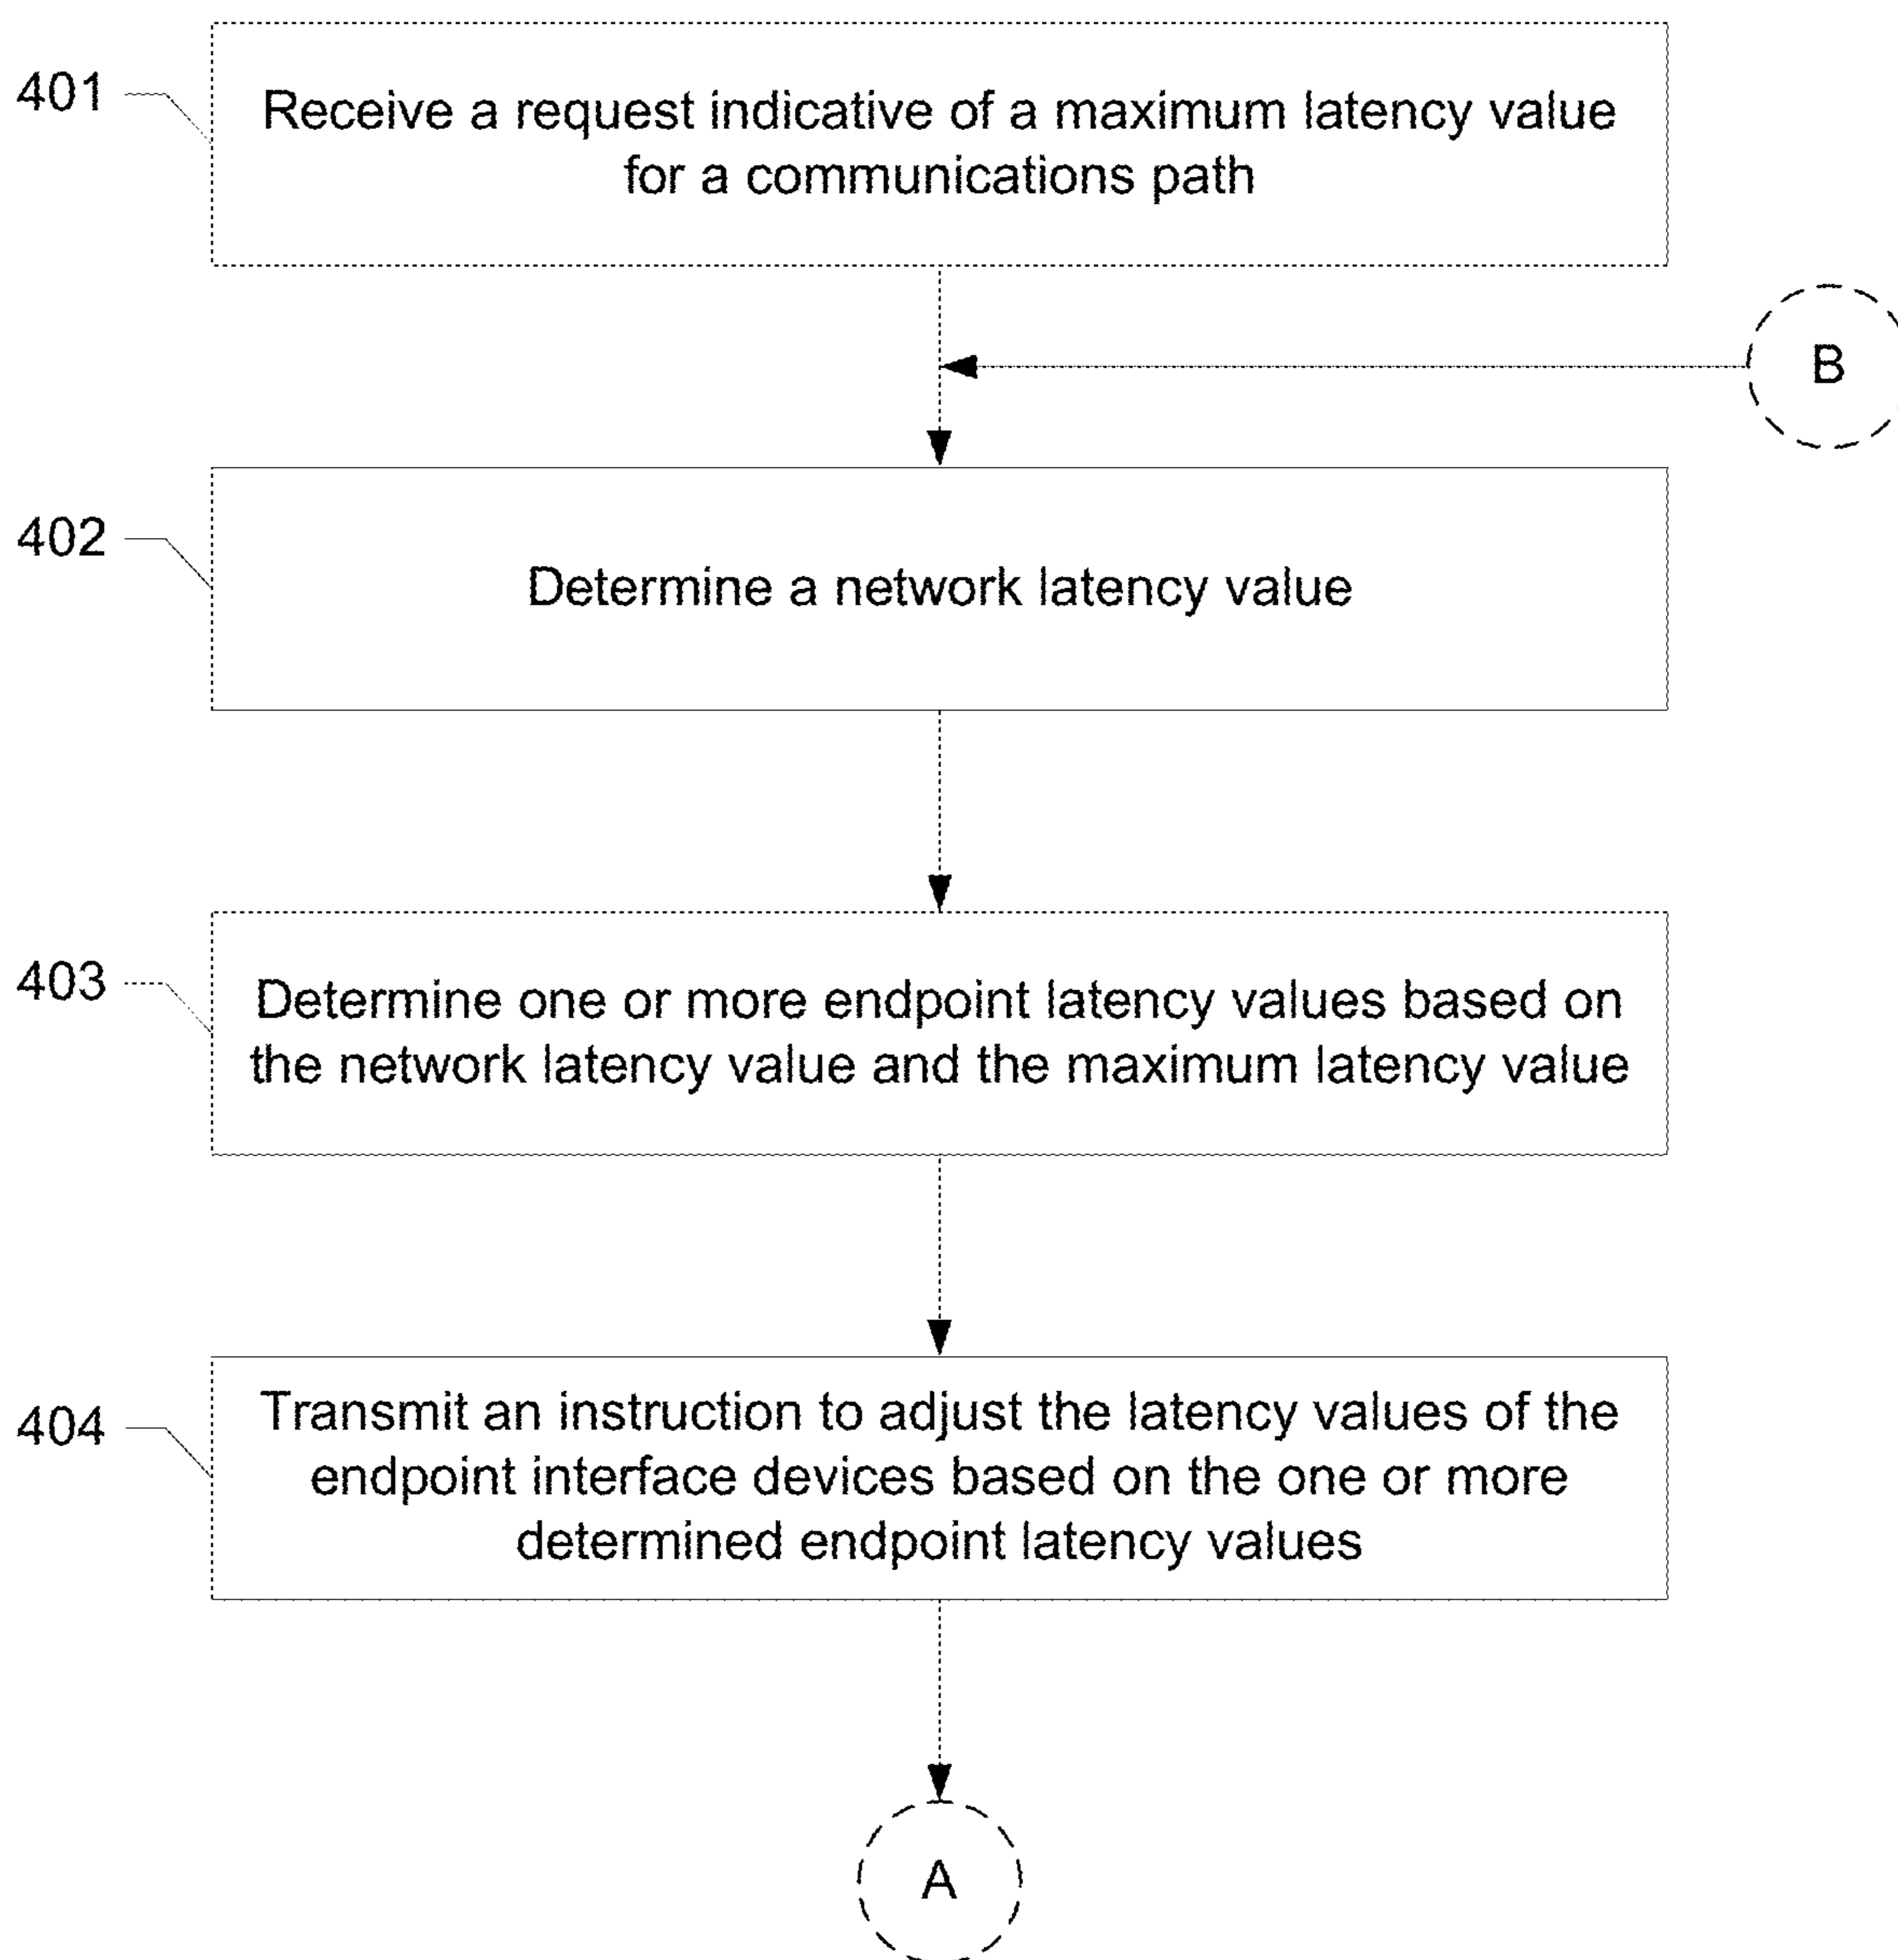 401
Receive a request indicative of a maximum latency value
for a communications path
B
402
Determine a network latency value
403
Determine one or more endpoint latency values based on
the network latency value and the maximum latency value
404
Transmit an instruction to adjust the latency values of the
endpoint interface devices based on the one or more
determined endpoint latency values
A